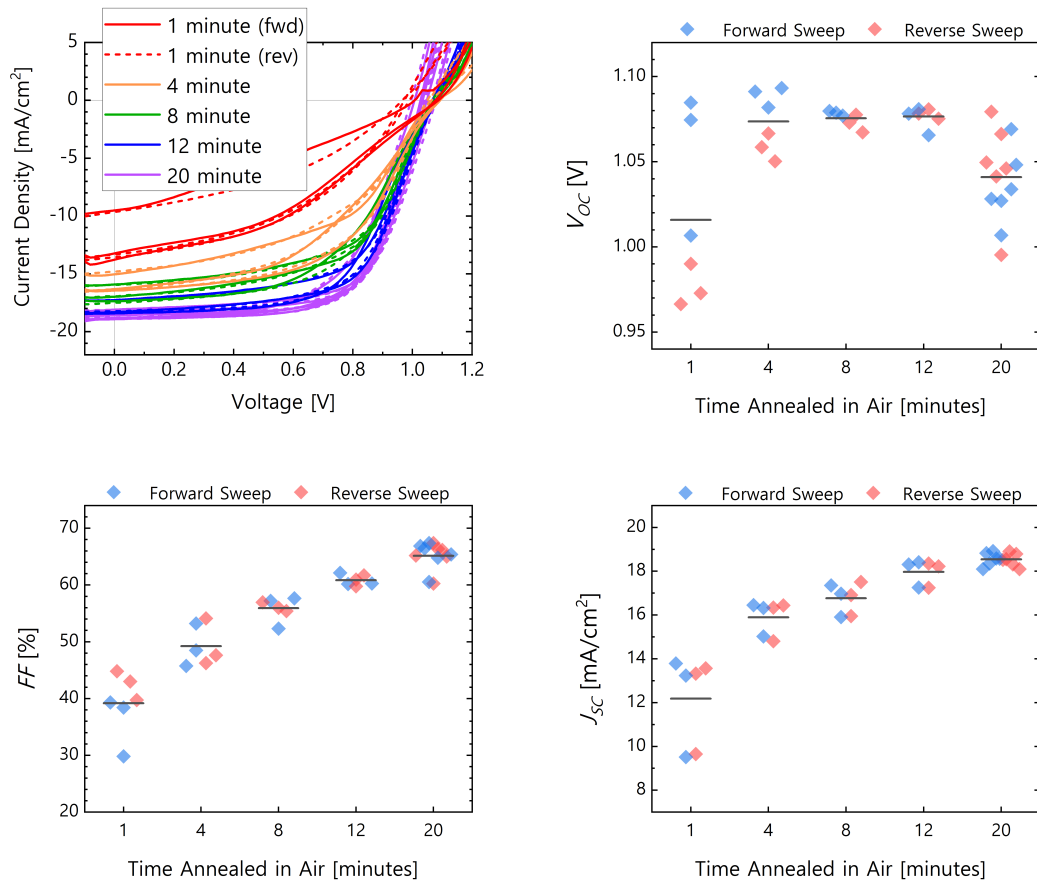 1 minute (fwd)
1 minute (rev)
4 minute
8 minute
12 minute
20 minute
Current Density [mA/cm²]
5
0
-5
-10
-15
-20
0.0 0.2 0.4 0.6 0.8 1.0 1.2
Voltage [V]
Forward Sweep Reverse Sweep
V_OC [V]
1.10
1.05
1.00
0.95
1 4 8 12 20
Time Annealed in Air [minutes]
Forward Sweep Reverse Sweep
FF [%]
70
60
50
40
30
20
1 4 8 12 20
Time Annealed in Air [minutes]
Forward Sweep Reverse Sweep
J_SC [mA/cm²]
20
18
16
14
12
10
8
1 4 8 12 20
Time Annealed in Air [minutes]